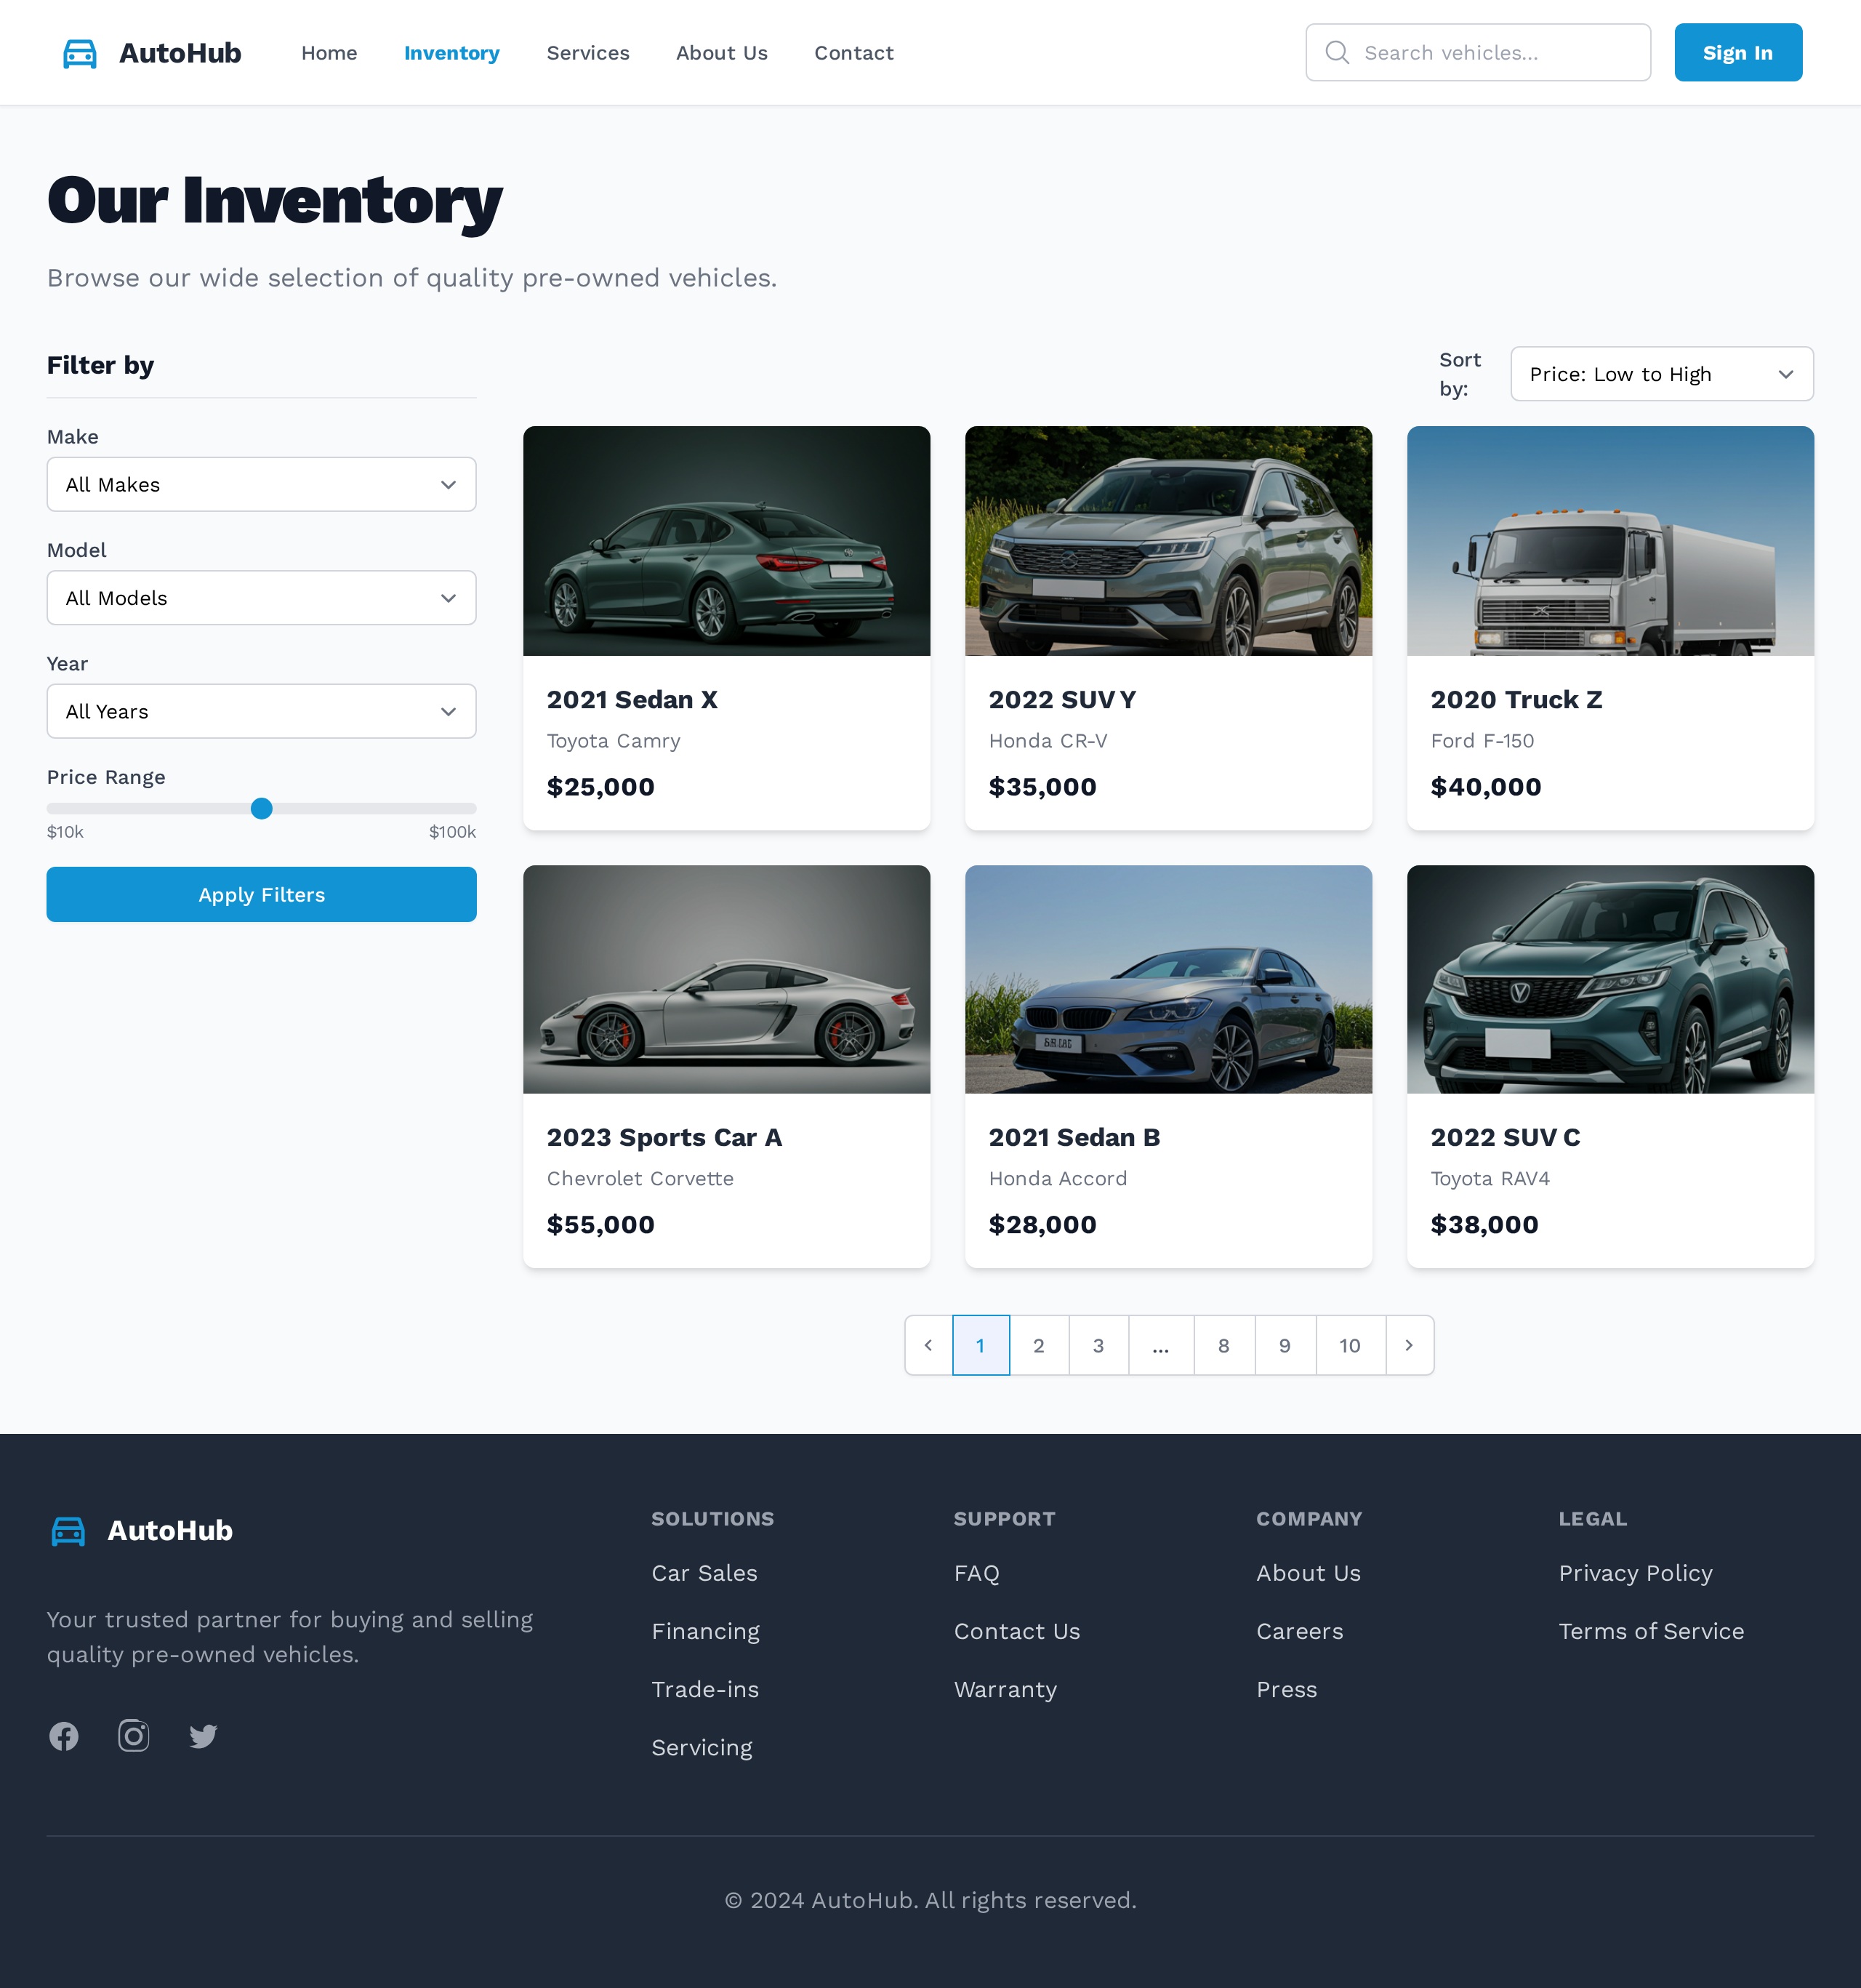 AutoHub
Home
Inventory
Services
About Us
Contact
Search vehicles...
Sign In
Our Inventory
Browse our wide selection of quality pre-owned vehicles.
Filter by
Make
All Makes
Model
All Models
Year
All Years
Price Range
$10k
$100k
Apply Filters
Sort
by:
Price: Low to High
2021 Sedan X
Toyota Camry
$25,000
2022 SUV Y
Honda CR-V
$35,000
2020 Truck Z
Ford F-150
$40,000
2023 Sports Car A
Chevrolet Corvette
$55,000
2021 Sedan B
Honda Accord
$28,000
2022 SUV C
Toyota RAV4
$38,000
1
2
3
...
8
9
10
AutoHub
Your trusted partner for buying and selling
quality pre-owned vehicles.
SOLUTIONS
Car Sales
Financing
Trade-ins
Servicing
SUPPORT
FAQ
Contact Us
Warranty
COMPANY
About Us
Careers
Press
LEGAL
Privacy Policy
Terms of Service
© 2024 AutoHub. All rights reserved.